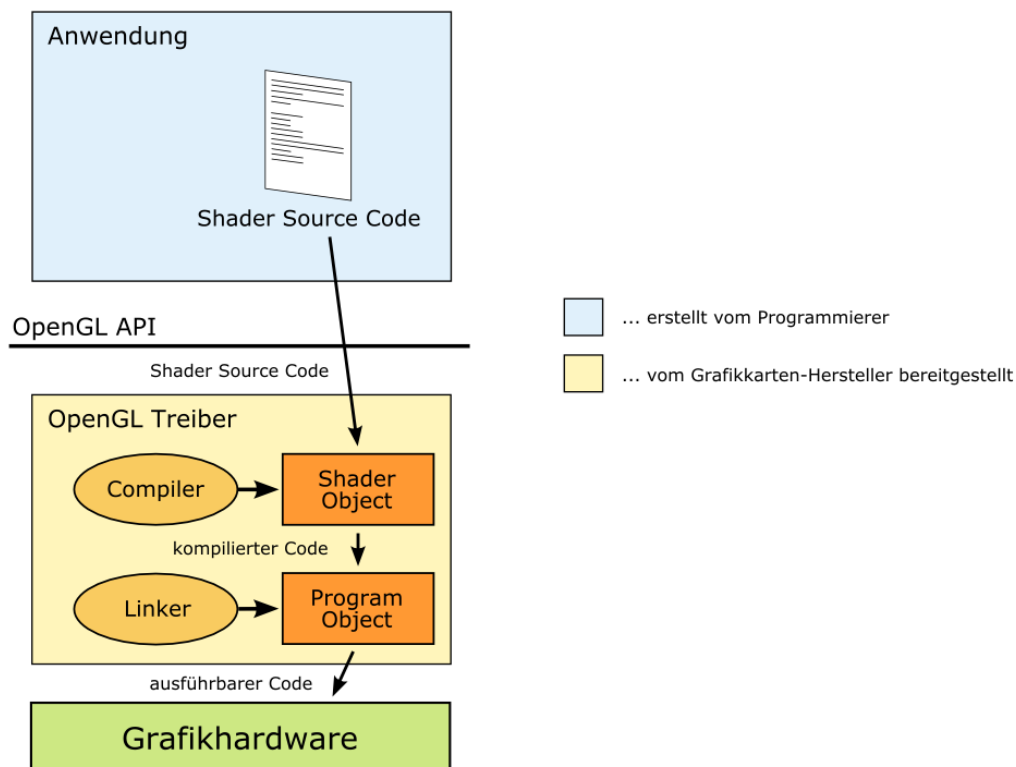 Anwendung
Shader Source Code
OpenGL API
... erstellt vom Programmierer
... vom Grafikkarten-Hersteller bereitgestellt
Shader Source Code
OpenGL Treiber
Compiler
Shader
Object
kompilierter Code
Linker
Program
Object
ausführbarer Code
Grafikhardware